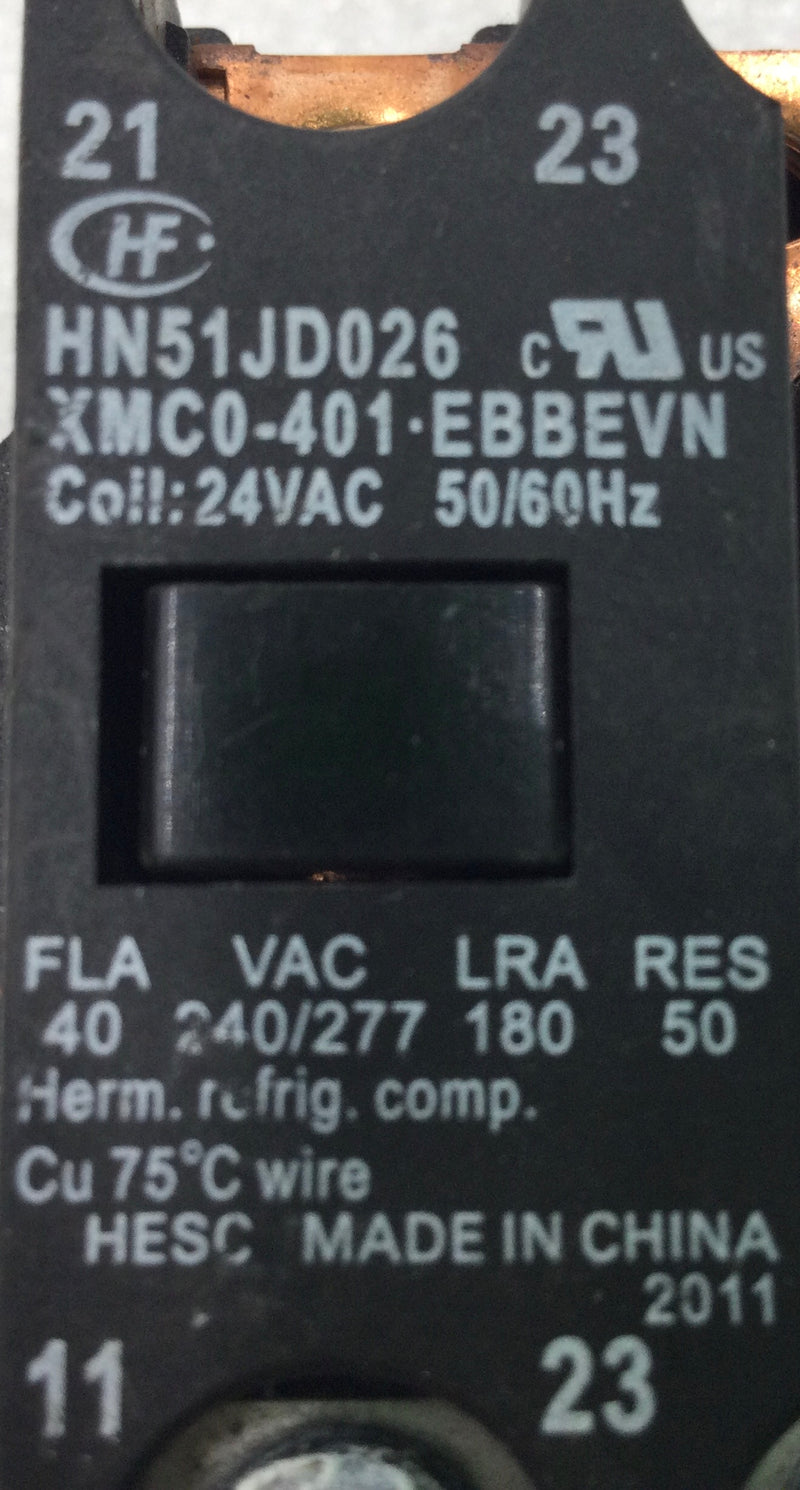 21 23
HF
HN51JD026 c RU US
XMC0-401·EBBEVN
Coil:24VAC 50/60Hz
FLA VAC LRA RES
40 240/277 180 50
Herm. refrig. comp.
Cu 75°C wire
HESC MADE IN CHINA
2011
11 23